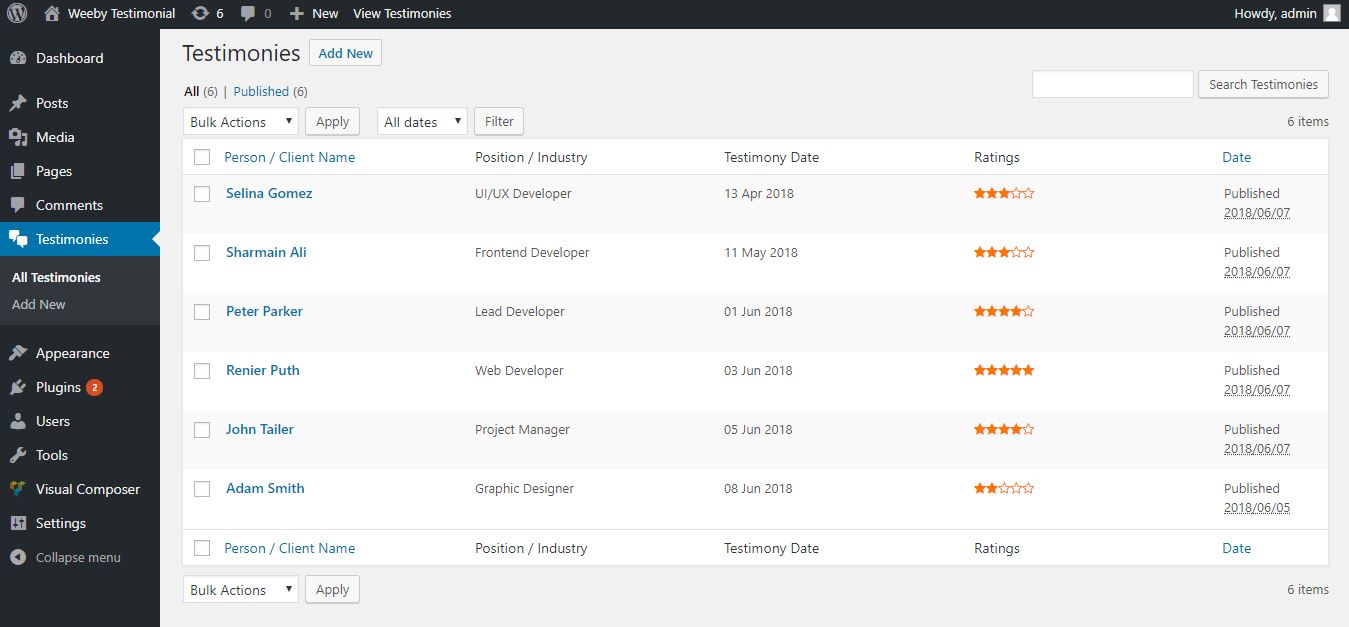 Weeby Testimonial 6 0 New View Testimonies Howdy, admin
Dashboard
Posts
Media
Pages
Comments
Testimonies
All Testimonies
Add New
Appearance
Plugins 2
Users
Tools
Visual Composer
Settings
Collapse menu
Testimonies Add New
All (6) | Published (6)
Search Testimonies
Bulk Actions Apply All dates Filter 6 items
Person / Client Name Position / Industry Testimony Date Ratings Date
Selina Gomez UI/UX Developer 13 Apr 2018 Published
2018/06/07
Sharmain Ali Frontend Developer 11 May 2018 Published
2018/06/07
Peter Parker Lead Developer 01 Jun 2018 Published
2018/06/07
Renier Puth Web Developer 03 Jun 2018 Published
2018/06/07
John Tailer Project Manager 05 Jun 2018 Published
2018/06/07
Adam Smith Graphic Designer 08 Jun 2018 Published
2018/06/05
Person / Client Name Position / Industry Testimony Date Ratings Date
Bulk Actions Apply 6 items